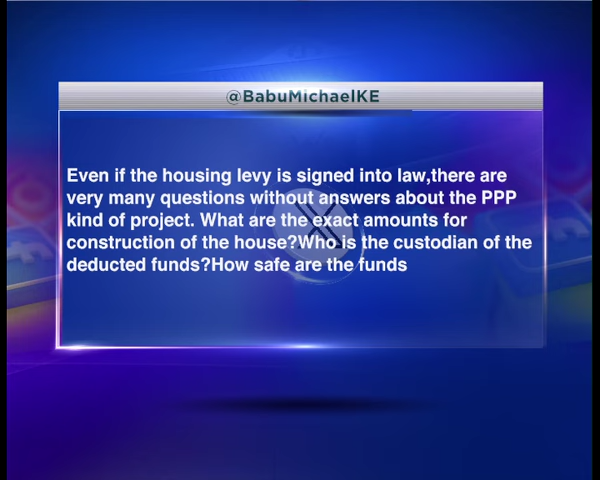 @BabuMichaelKE
Even if the housing levy is signed into law,there are
very many questions without answers about the PPP
kind of project. What are the exact amounts for
construction of the house?Who is the custodian of the
deducted funds?How safe are the funds